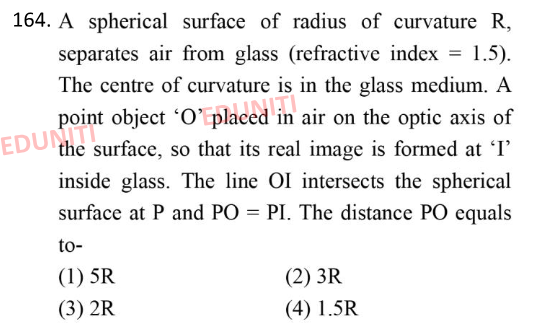 164. A spherical surface of radius of curvature R,
separates air from glass (refractive index = 1.5).
The centre of curvature is in the glass medium. A
point object ‘O’ placed in air on the optic axis of
the surface, so that its real image is formed at ‘I’
inside glass. The line OI intersects the spherical
surface at P and PO = PI. The distance PO equals
to-
(1) 5R (2) 3R
(3) 2R (4) 1.5R
EDUNITI
EDUNITI